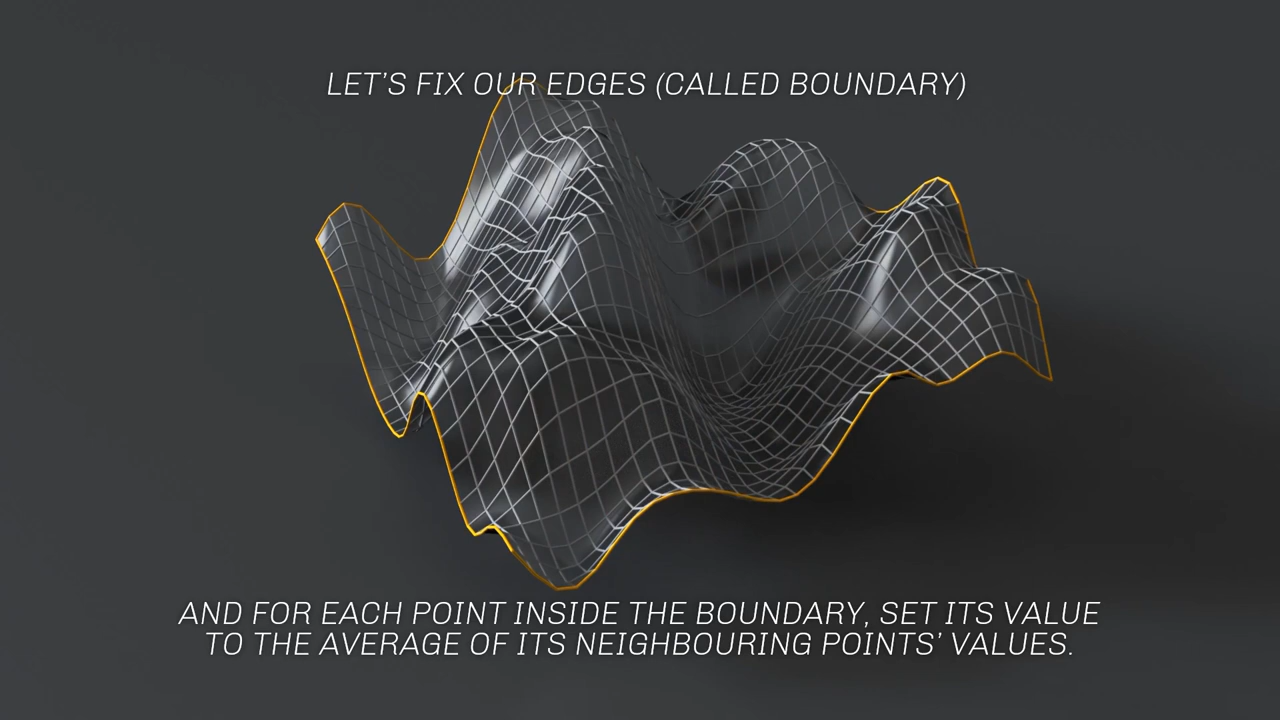 LET'S FIX OUR EDGES (CALLED BOUNDARY)
AND FOR EACH POINT INSIDE THE BOUNDARY, SET ITS VALUE
TO THE AVERAGE OF ITS NEIGHBOURING POINTS' VALUES.